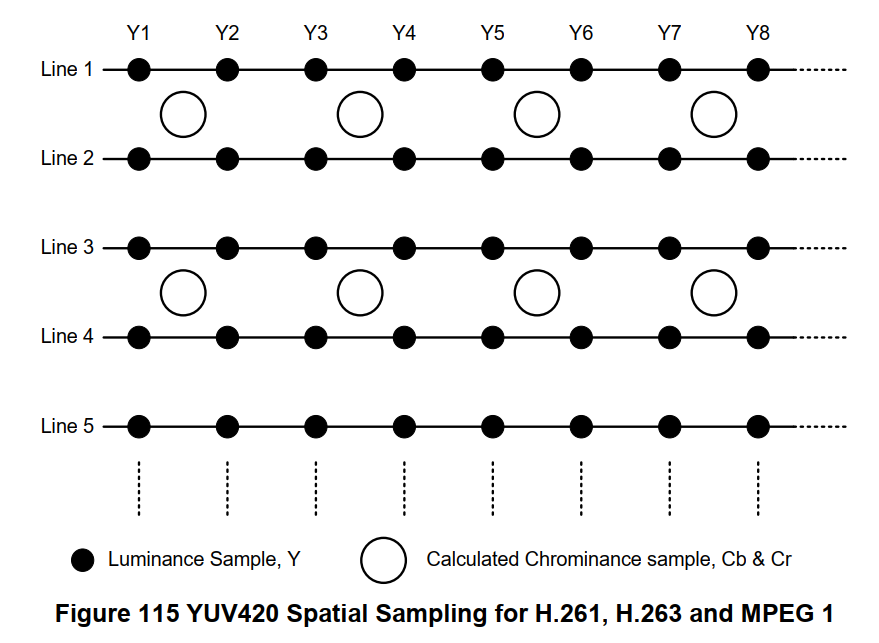 Y1 Y2 Y3 Y4 Y5 Y6 Y7 Y8
Line 1
Line 2
Line 3
Line 4
Line 5
Luminance Sample, Y Calculated Chrominance sample, Cb & Cr
Figure 115 YUV420 Spatial Sampling for H.261, H.263 and MPEG 1